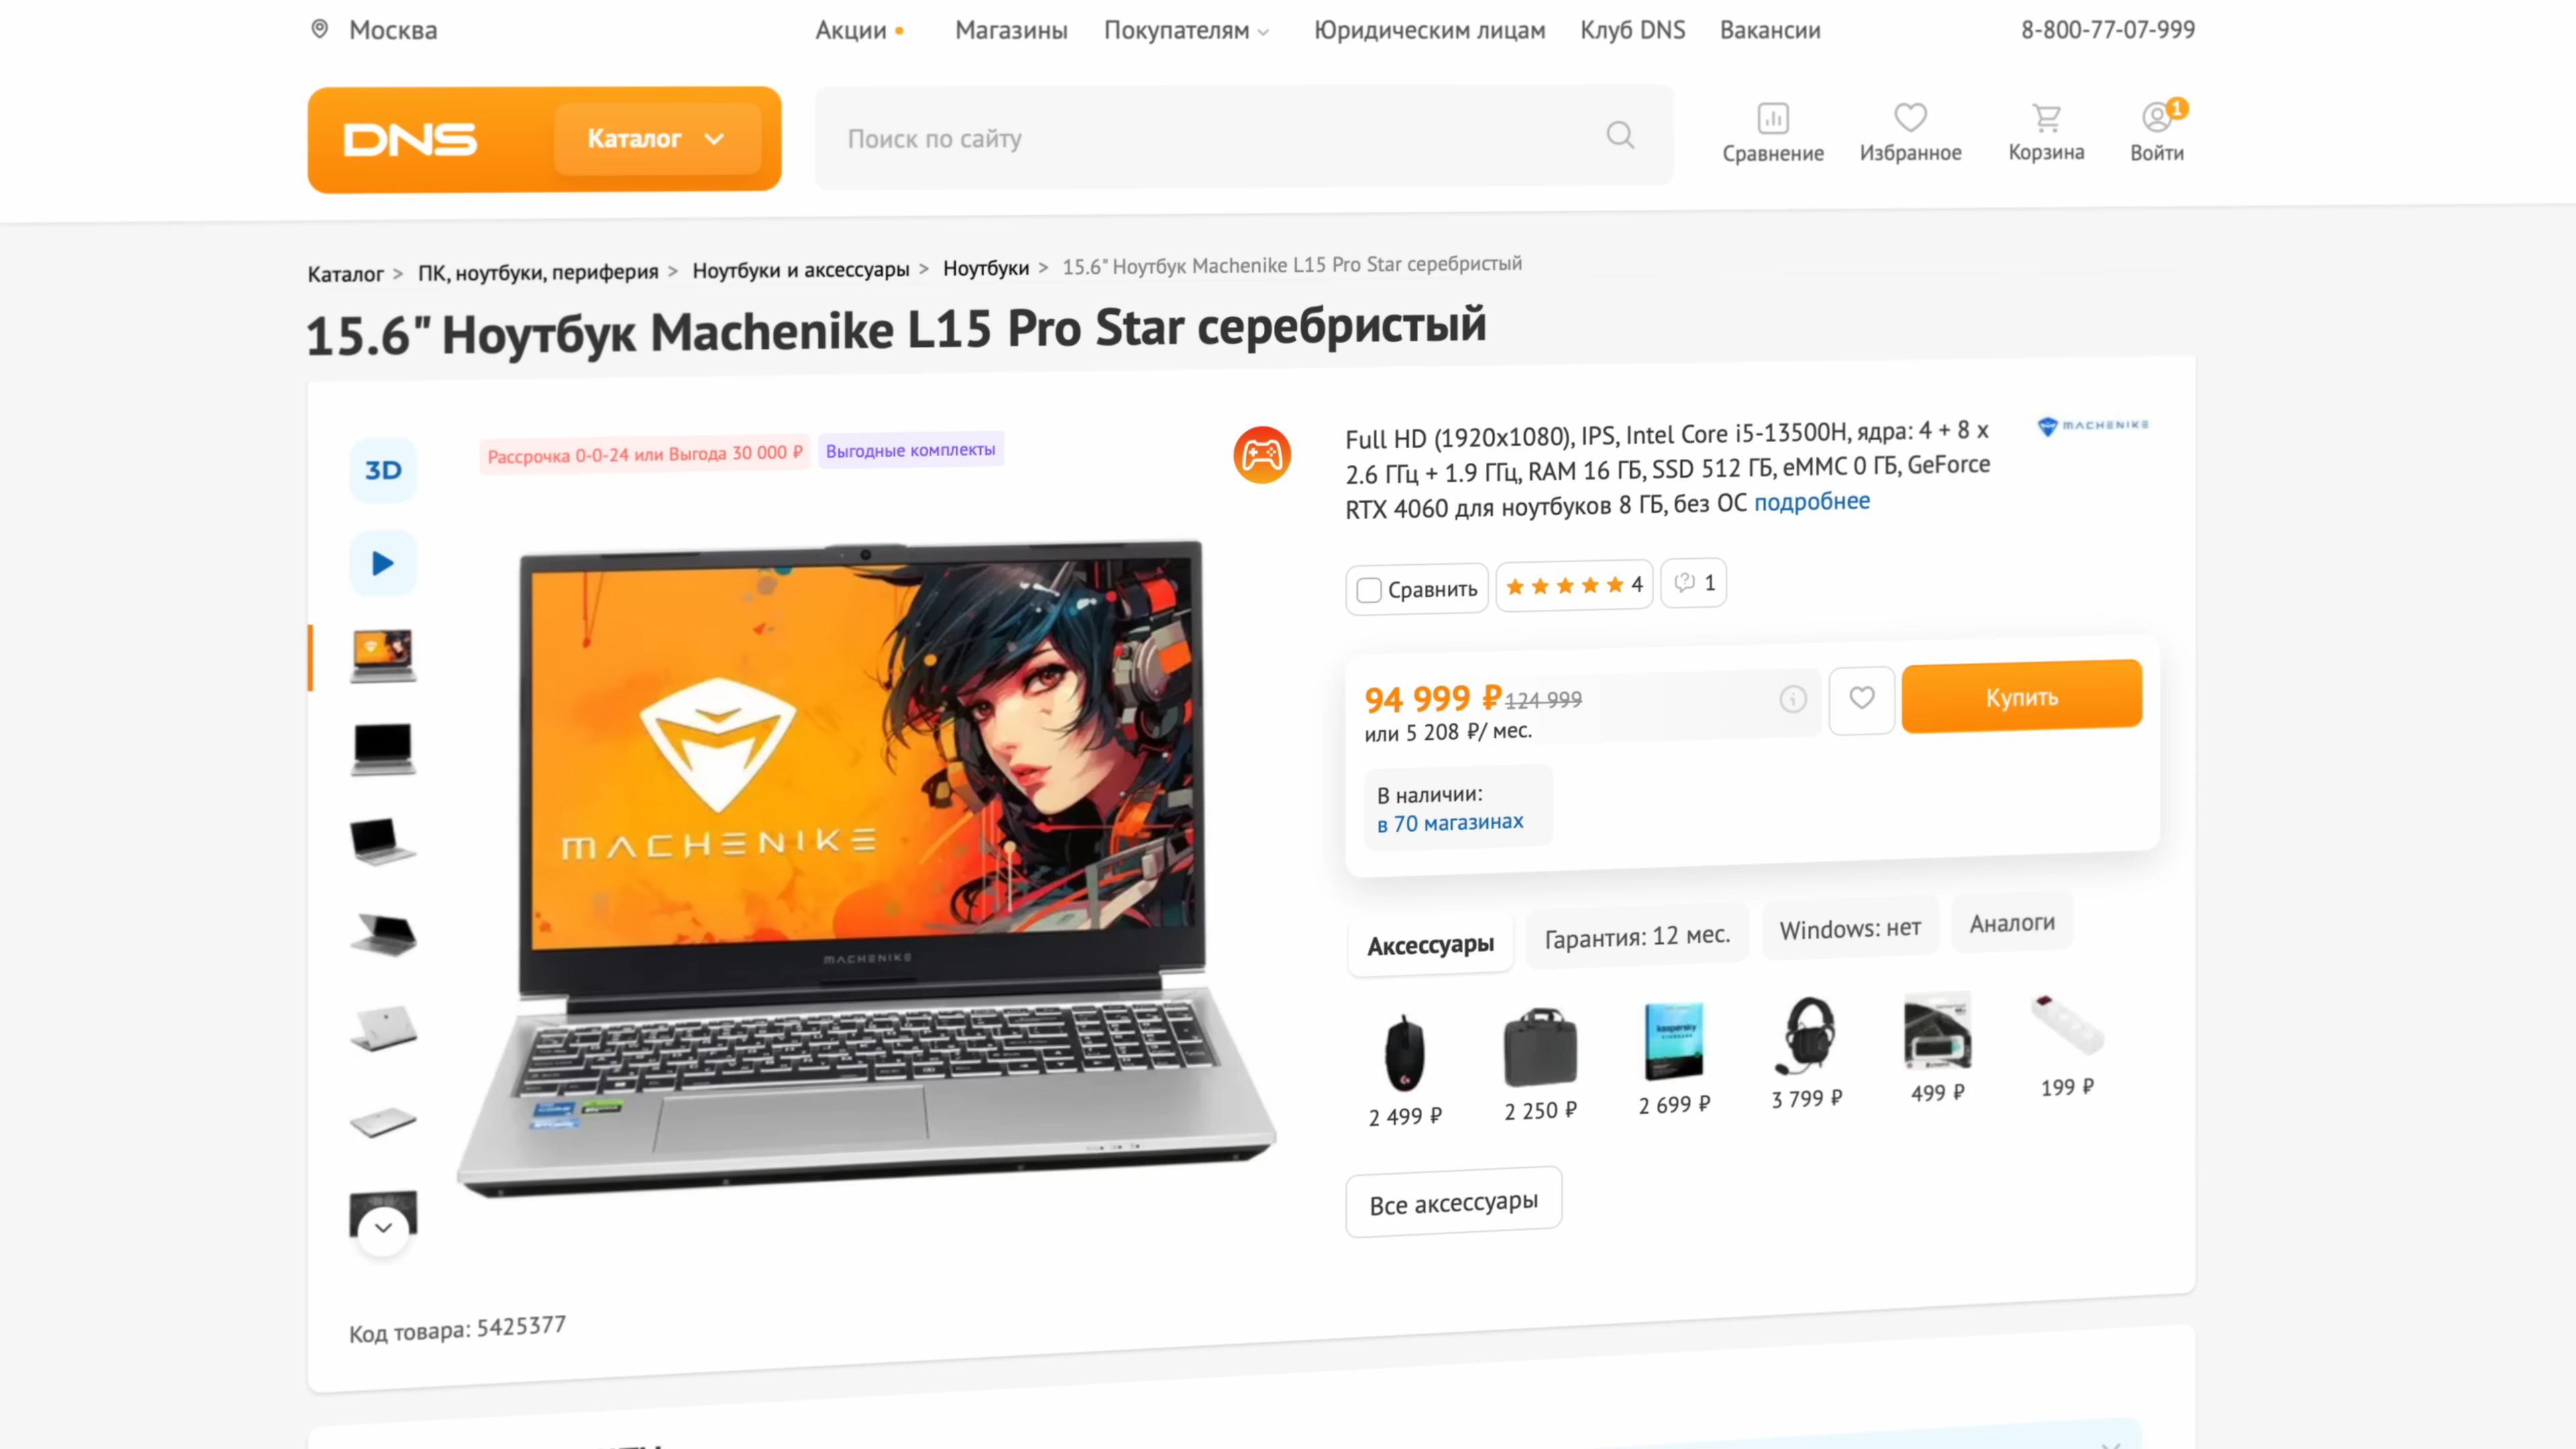 Москва
Акции
Магазины
Покупателям
Юридическим лицам
Клуб DNS
Вакансии
8-800-77-07-999
DNS
Каталог
Поиск по сайту
Сравнение
Избранное
Корзина
1
Войти
Каталог > ПК, ноутбуки, периферия > Ноутбуки и аксессуары > Ноутбуки > 15.6" Ноутбук Machenike L15 Pro Star серебристый
15.6" Ноутбук Machenike L15 Pro Star серебристый
3D
Рассрочка 0-0-24 или Выгода 30 000 ₽
Выгодные комплекты
MACHENIKE
MACHENIKE
Full HD (1920x1080), IPS, Intel Core i5-13500H, ядра: 4 + 8 х
2.6 ГГц + 1.9 ГГц, RAM 16 ГБ, SSD 512 ГБ, eMMC 0 ГБ, GeForce
RTX 4060 для ноутбуков 8 ГБ, без ОС подробнее
MACHENIKE
Сравнить
4
1
94 999 ₽ 124 999
или 5 208 ₽/ мес.
Купить
В наличии:
в 70 магазинах
Аксессуары
Гарантия: 12 мес.
Windows: нет
Аналоги
kaspersky
2 499 ₽
2 250 ₽
2 699 ₽
3 799 ₽
499 ₽
199 ₽
Все аксессуары
Код товара: 5425377